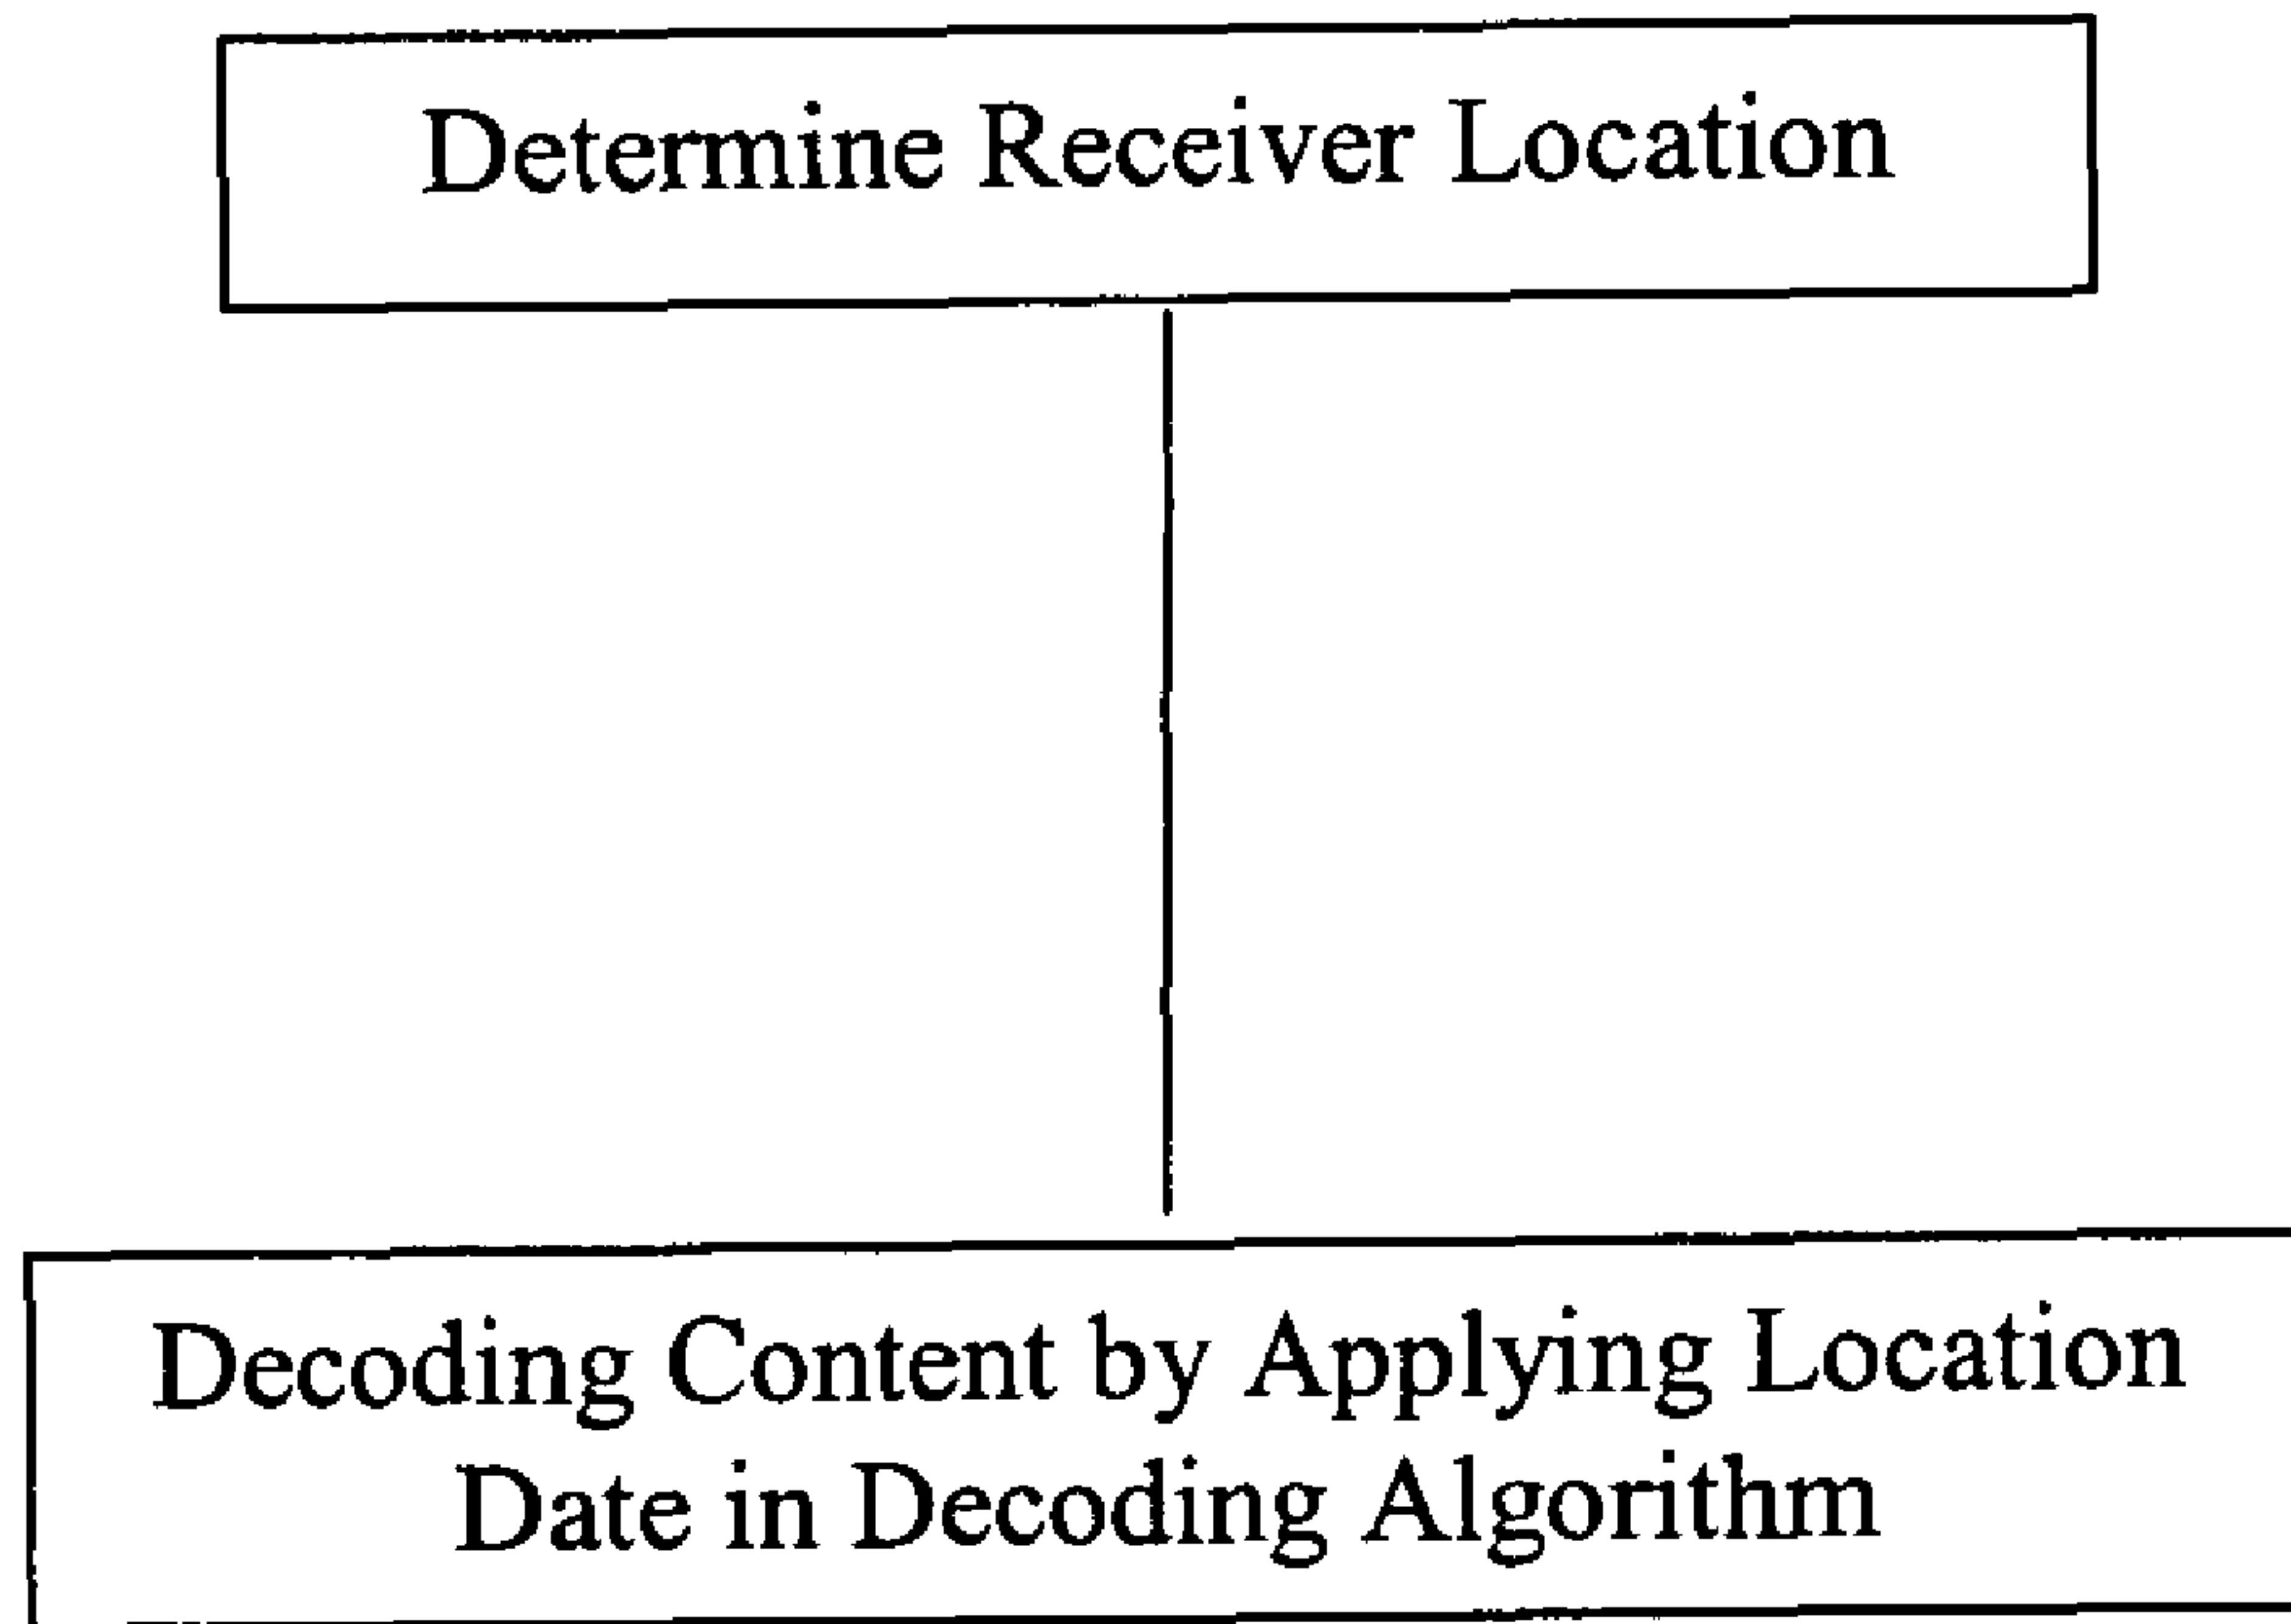 Determine Receiver Location
Decoding Content by Applying Location
Date in Decoding Algorithm